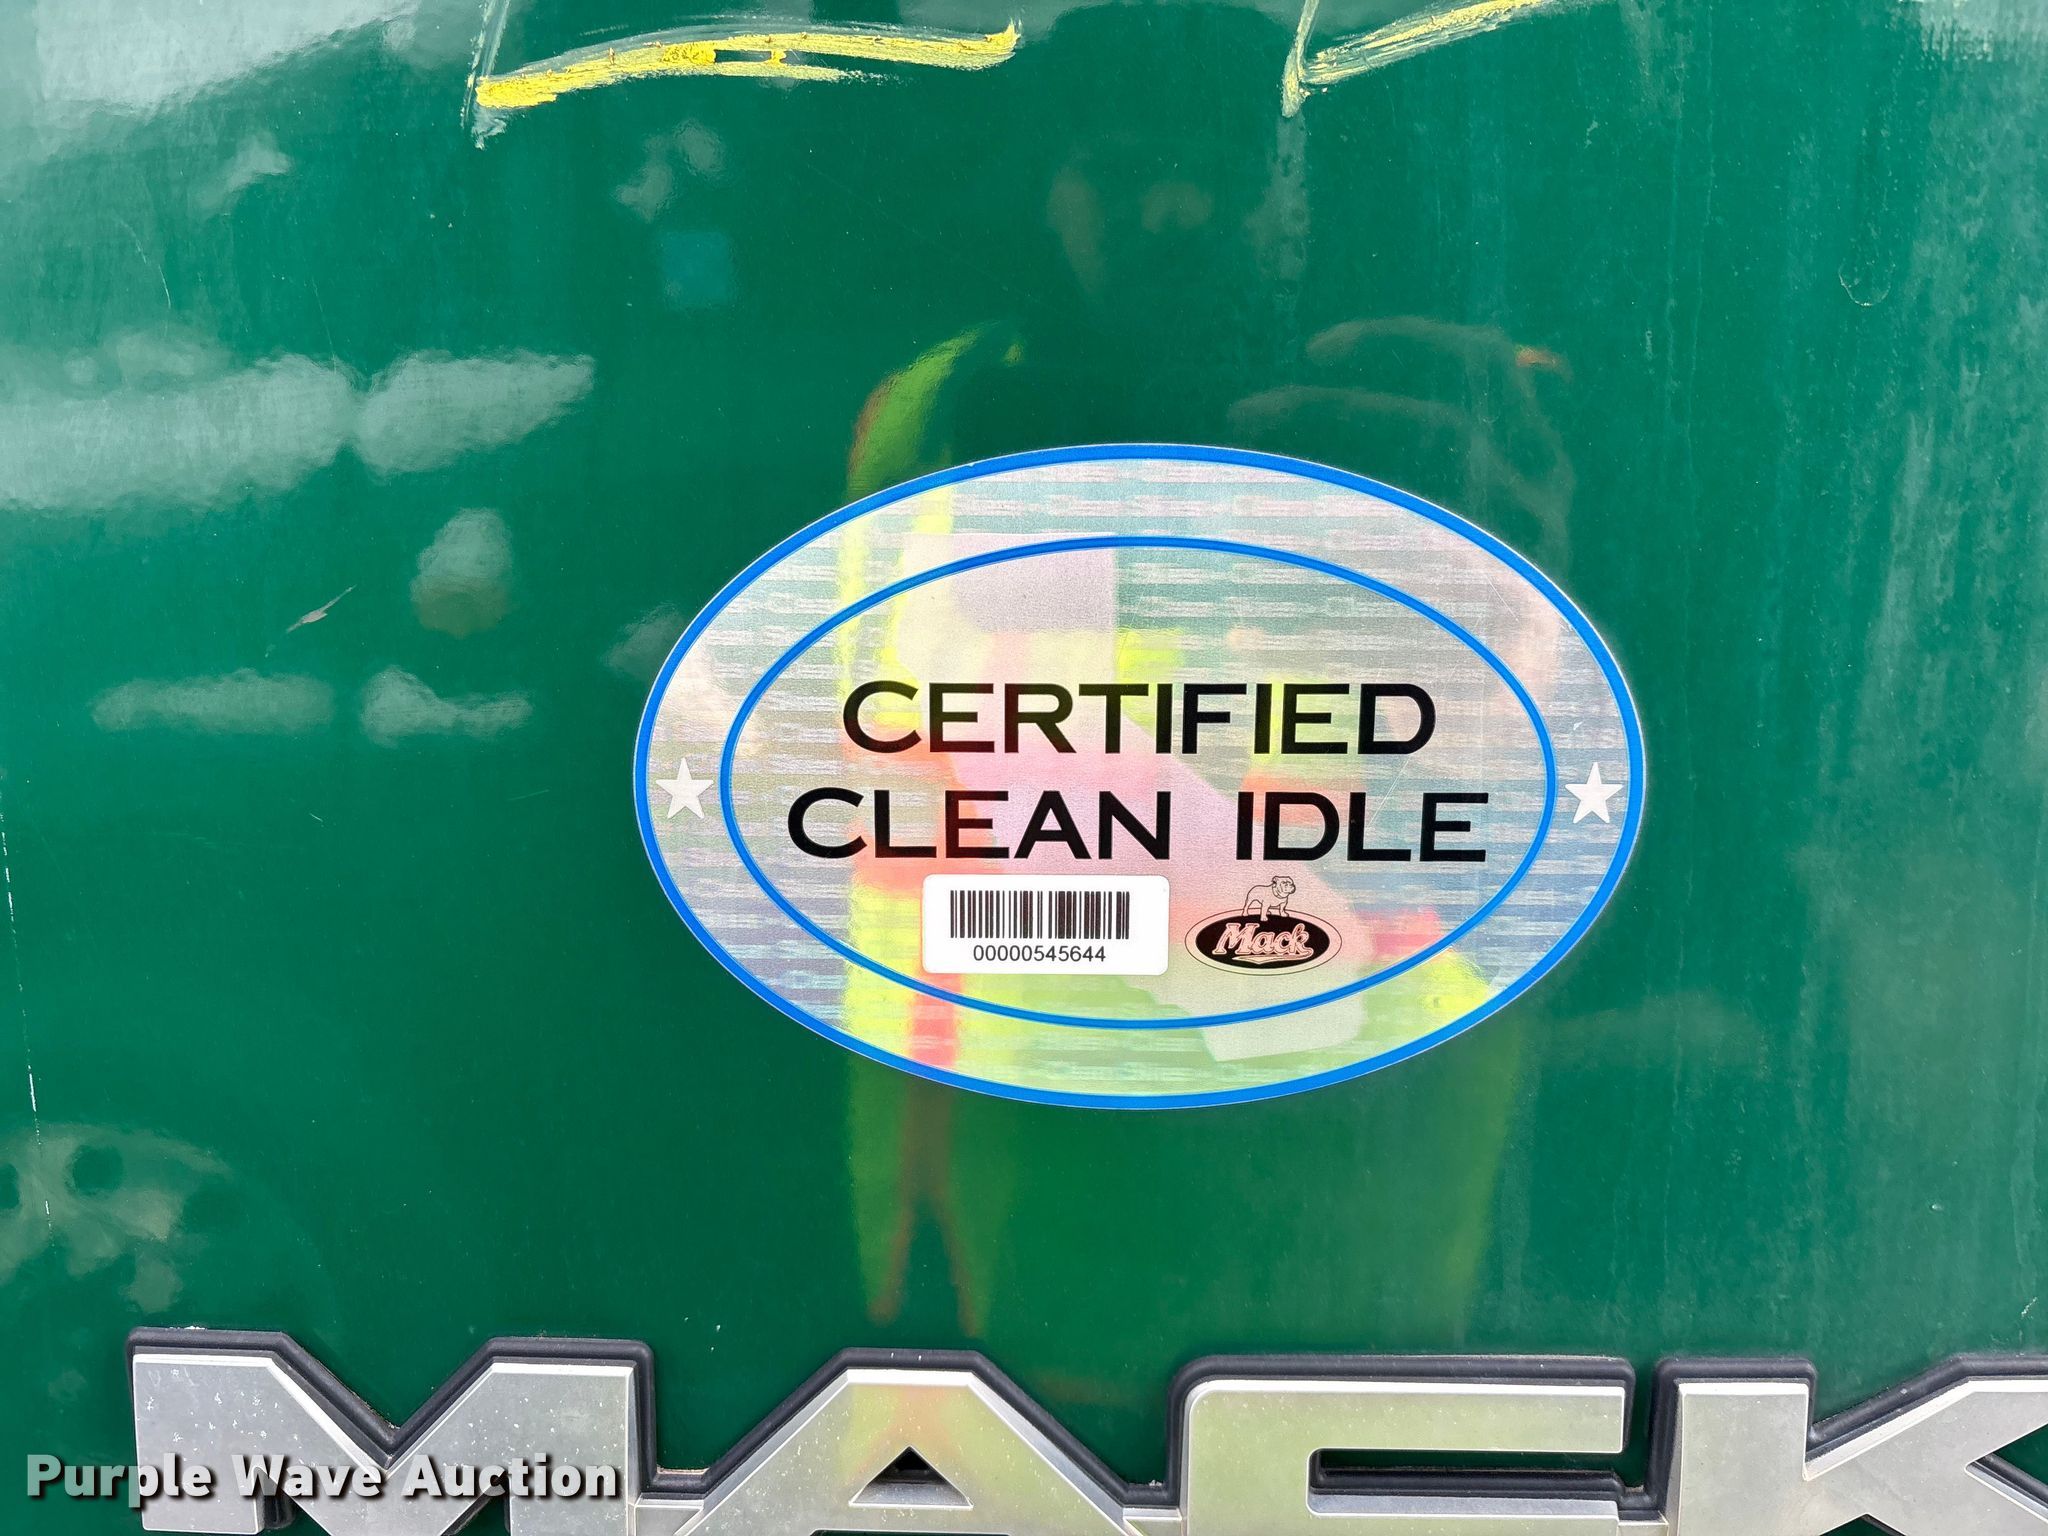 CERTIFIED
CLEAN IDLE
00000545644
Mack
MACK
Purple Wave Auction